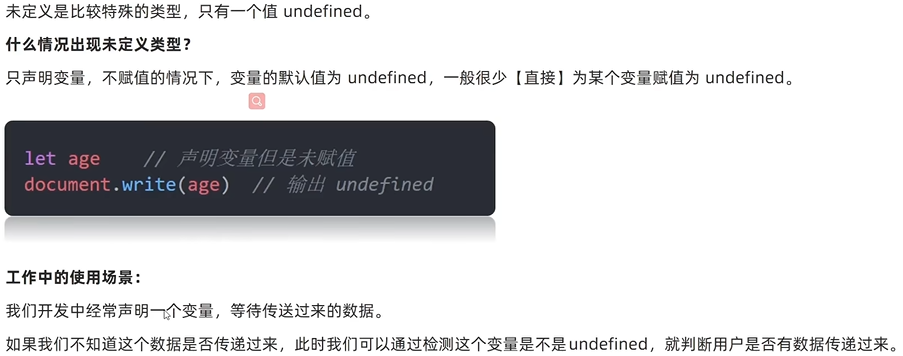 未定义是比较特殊的类型，只有一个值 undefined。
什么情况出现未定义类型？
只声明变量，不赋值的情况下，变量的默认值为 undefined，一般很少【直接】为某个变量赋值为 undefined。
let age    // 声明变量但是未赋值
document.write(age)  // 输出 undefined
工作中的使用场景：
我们开发中经常声明一个变量，等待传送过来的数据。
如果我们不知道这个数据是否传递过来，此时我们可以通过检测这个变量是不是undefined，就判断用户是否有数据传递过来。